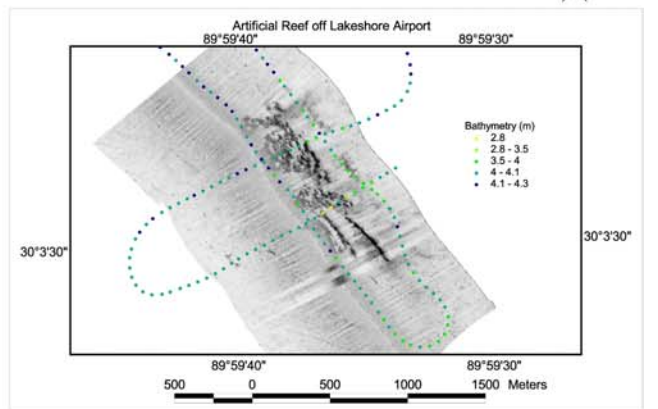 Artificial Reef off Lakeshore Airport
89°59'40" 89°59'30"
Bathymetry (m)
2.8
2.8 - 3.5
3.5 - 4
4 - 4.1
4.1 - 4.3
30°3'30" 30°3'30"
89°59'40" 89°59'30"
500 0 500 1000 1500 Meters